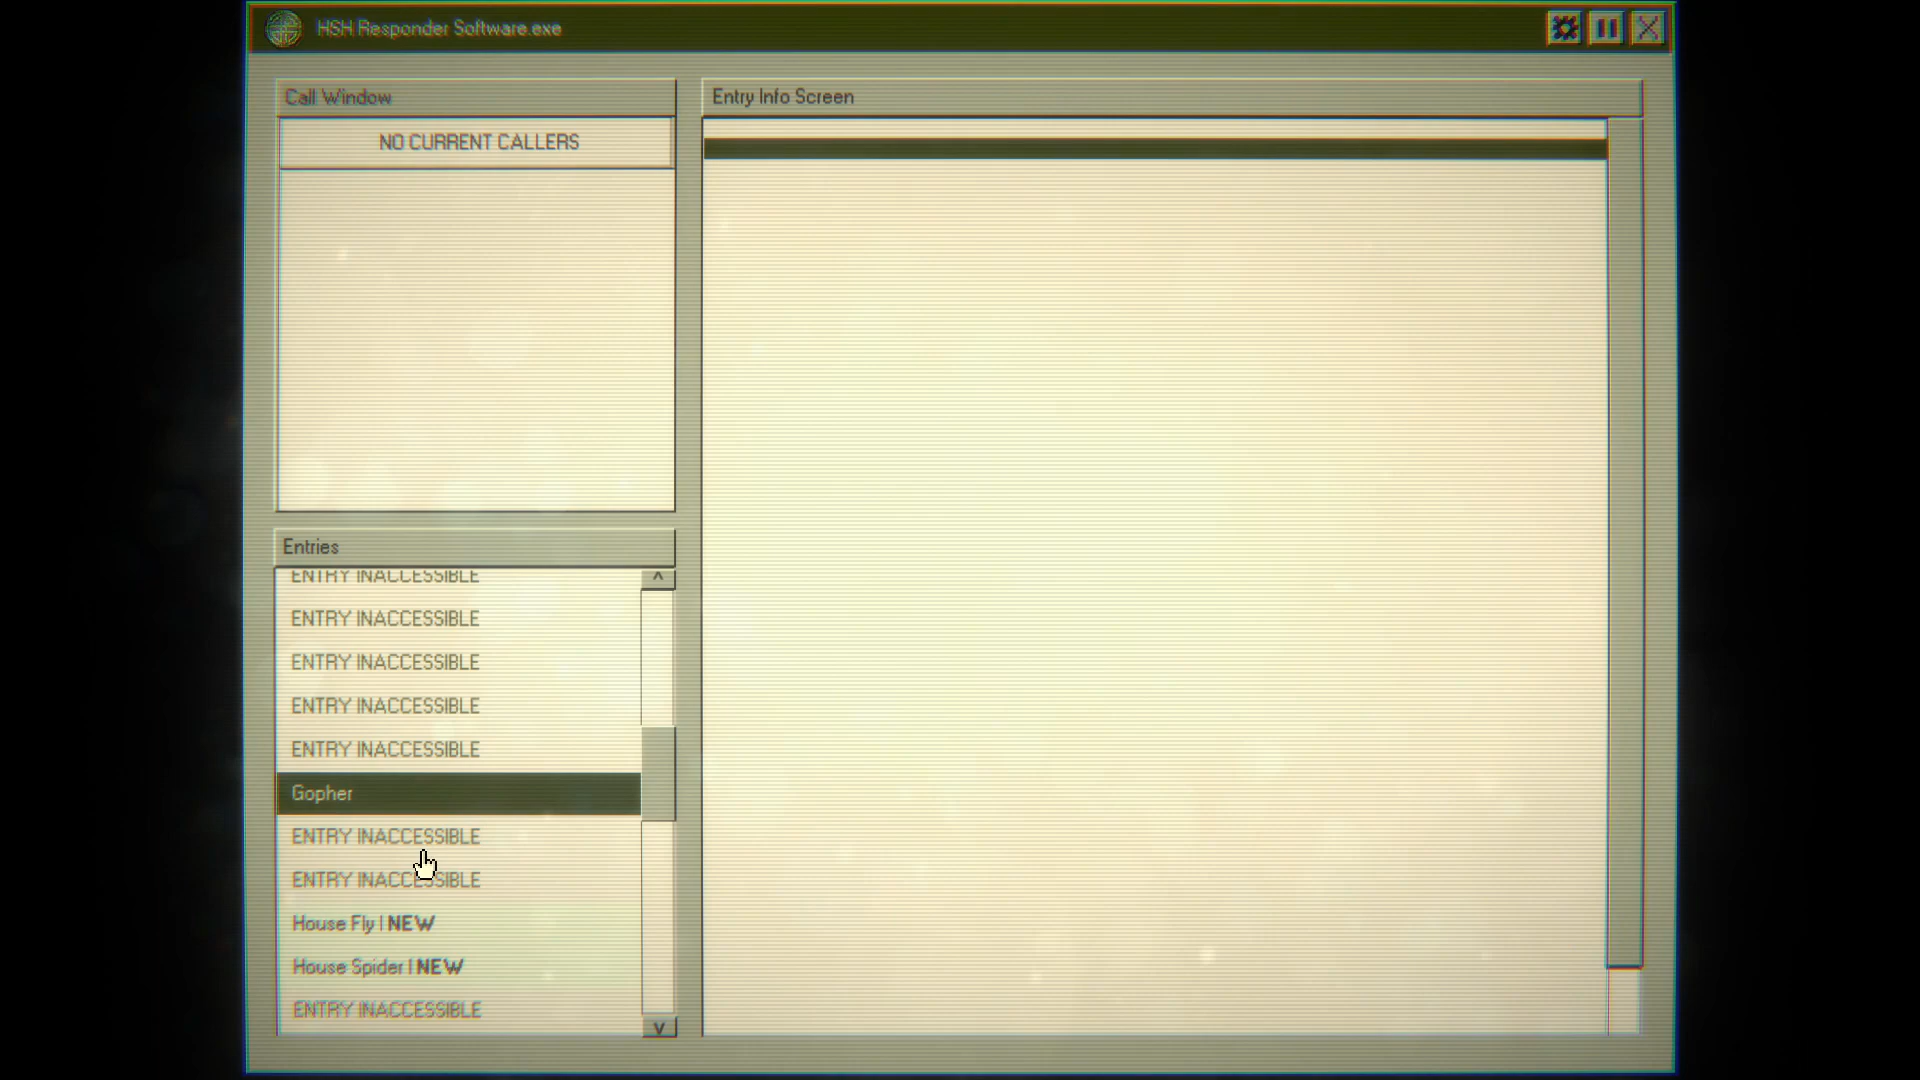 HSH Responder Software.exe
Call Window
NO CURRENT CALLERS
Entry Info Screen
Entries
ENTRY INACCESSIBLE
ENTRY INACCESSIBLE
ENTRY INACCESSIBLE
ENTRY INACCESSIBLE
ENTRY INACCESSIBLE
Gopher
ENTRY INACCESSIBLE
ENTRY INACCESSIBLE
House Fly | NEW
House Spider | NEW
ENTRY INACCESSIBLE